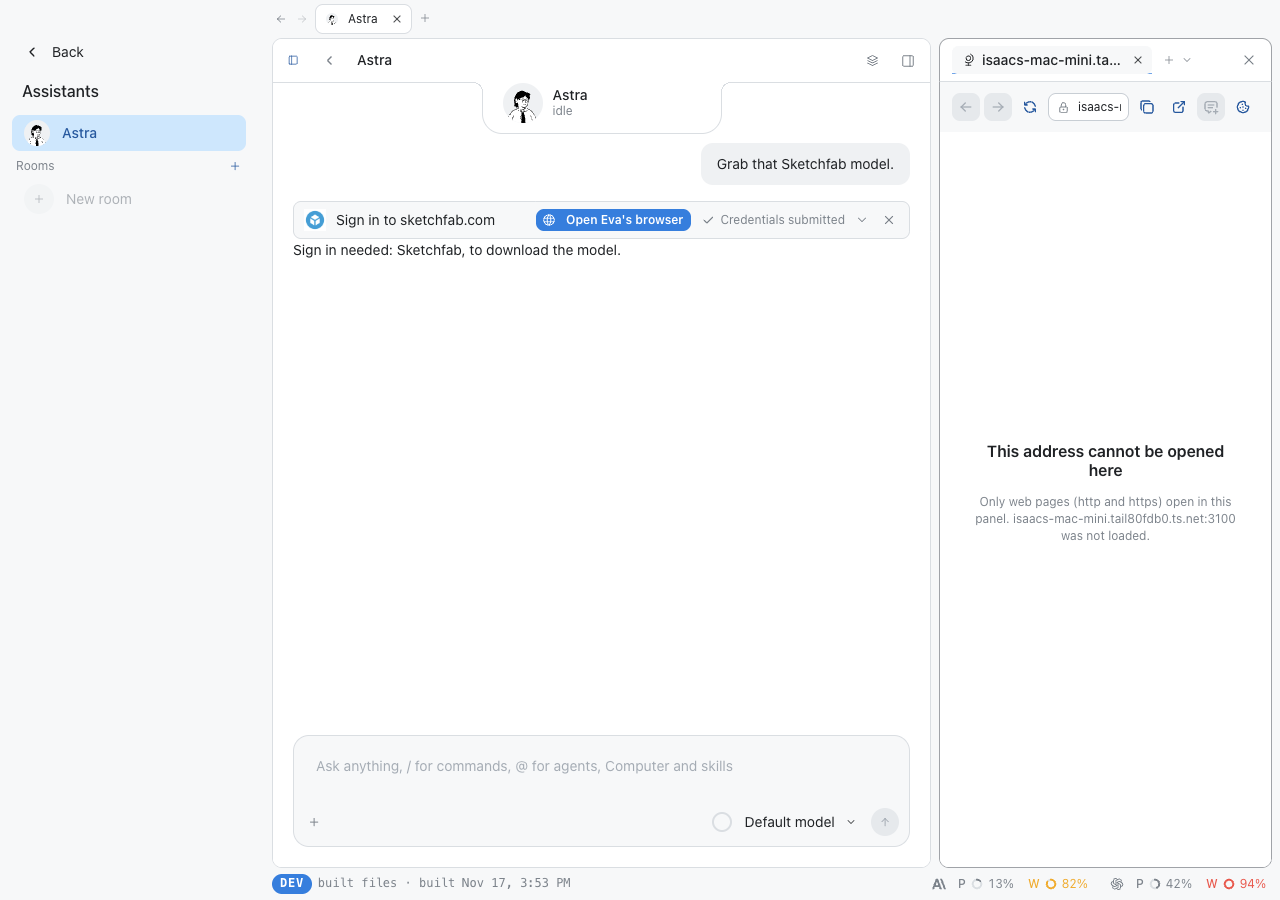 Astra
Back
Assistants
Astra
Rooms
New room
Astra
Astra
idle
Grab that Sketchfab model.
Sign in to sketchfab.com
Open Eva's browser
Credentials submitted
Sign in needed: Sketchfab, to download the model.
Ask anything, / for commands, @ for agents, Computer and skills
Default model
isaacs-mac-mini.ta...
isaacs-
This address cannot be opened
here
Only web pages (http and https) open in this
panel. isaacs-mac-mini.tail80fdb0.ts.net:3100
was not loaded.
DEV built files · built Nov 17, 3:53 PM
P 13% W 82% P 42% W 94%